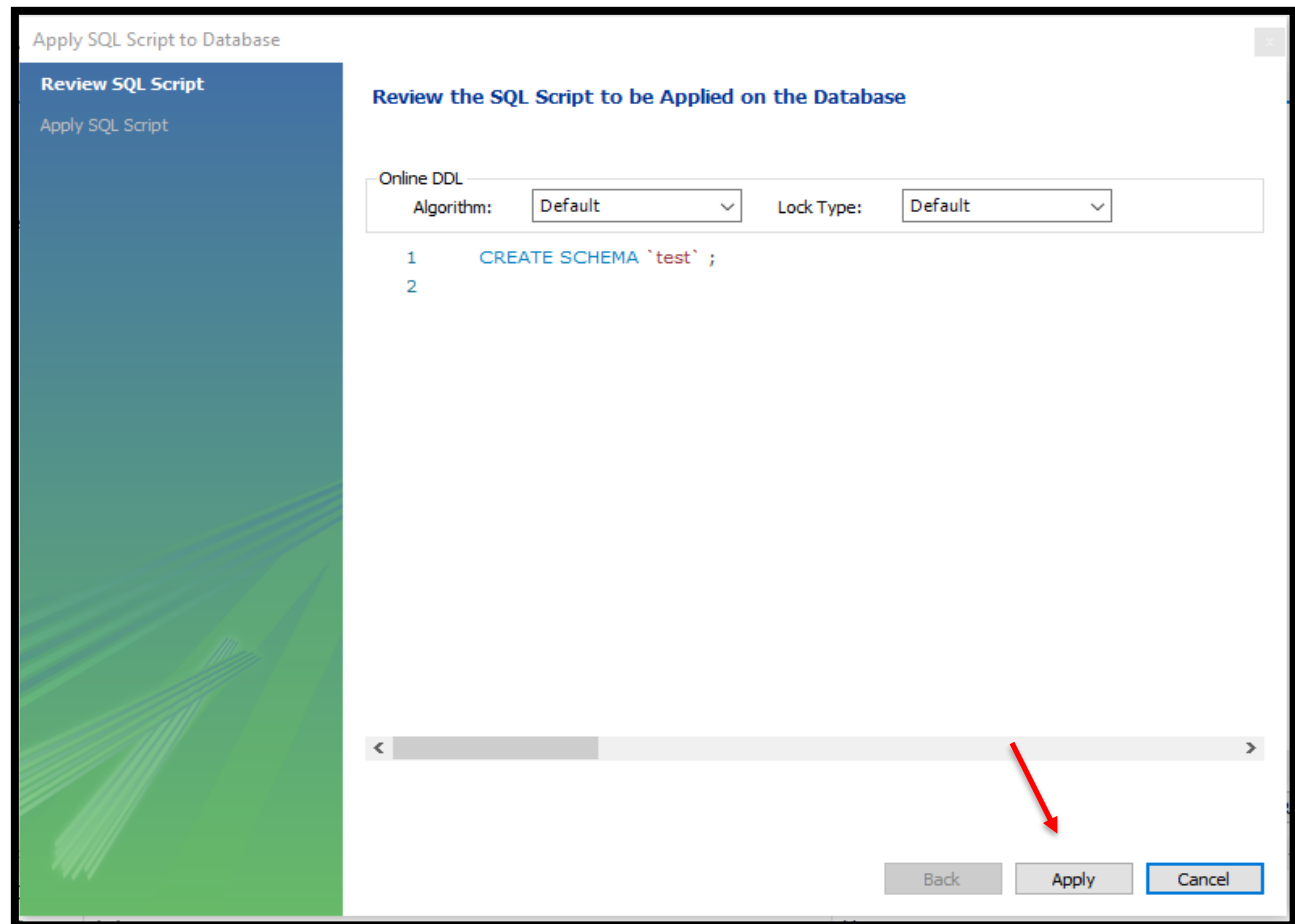 Apply SQL Script to Database
x
Review SQL Script
Apply SQL Script
Review the SQL Script to be Applied on the Database
Online DDL
Algorithm: Default Lock Type: Default
1 CREATE SCHEMA `test` ;
2
Back Apply Cancel